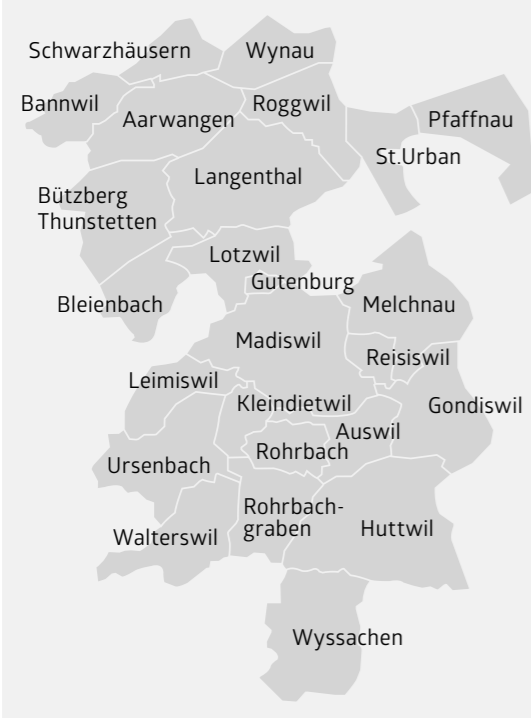 Schwarzhäusern
Wynau
Bannwil
Aarwangen
Roggwil
Pfaffnau
St.Urban
Langenthal
Bützberg
Thunstetten
Lotzwil
Gutenburg
Bleienbach
Melchnau
Madiswil
Reisiswil
Leimiswil
Kleindietwil
Gondiswil
Auswil
Rohrbach
Ursenbach
Rohrbach-
graben
Walterswil
Huttwil
Wyssachen